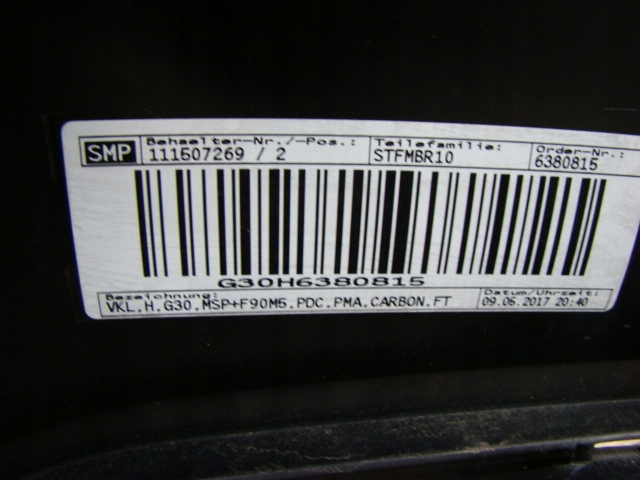 SMP Behaelter-Nr./-Pos.: Teilefamilie: Order-Nr.:
111507269 / 2 STFMBR10 6380815
G30H6380815
Bezeichnung: Datum/Uhrzeit:
VKL.H.G30.MSP+F90M5.PDC.PMA.CARBON.FT 09.06.2017 20:40